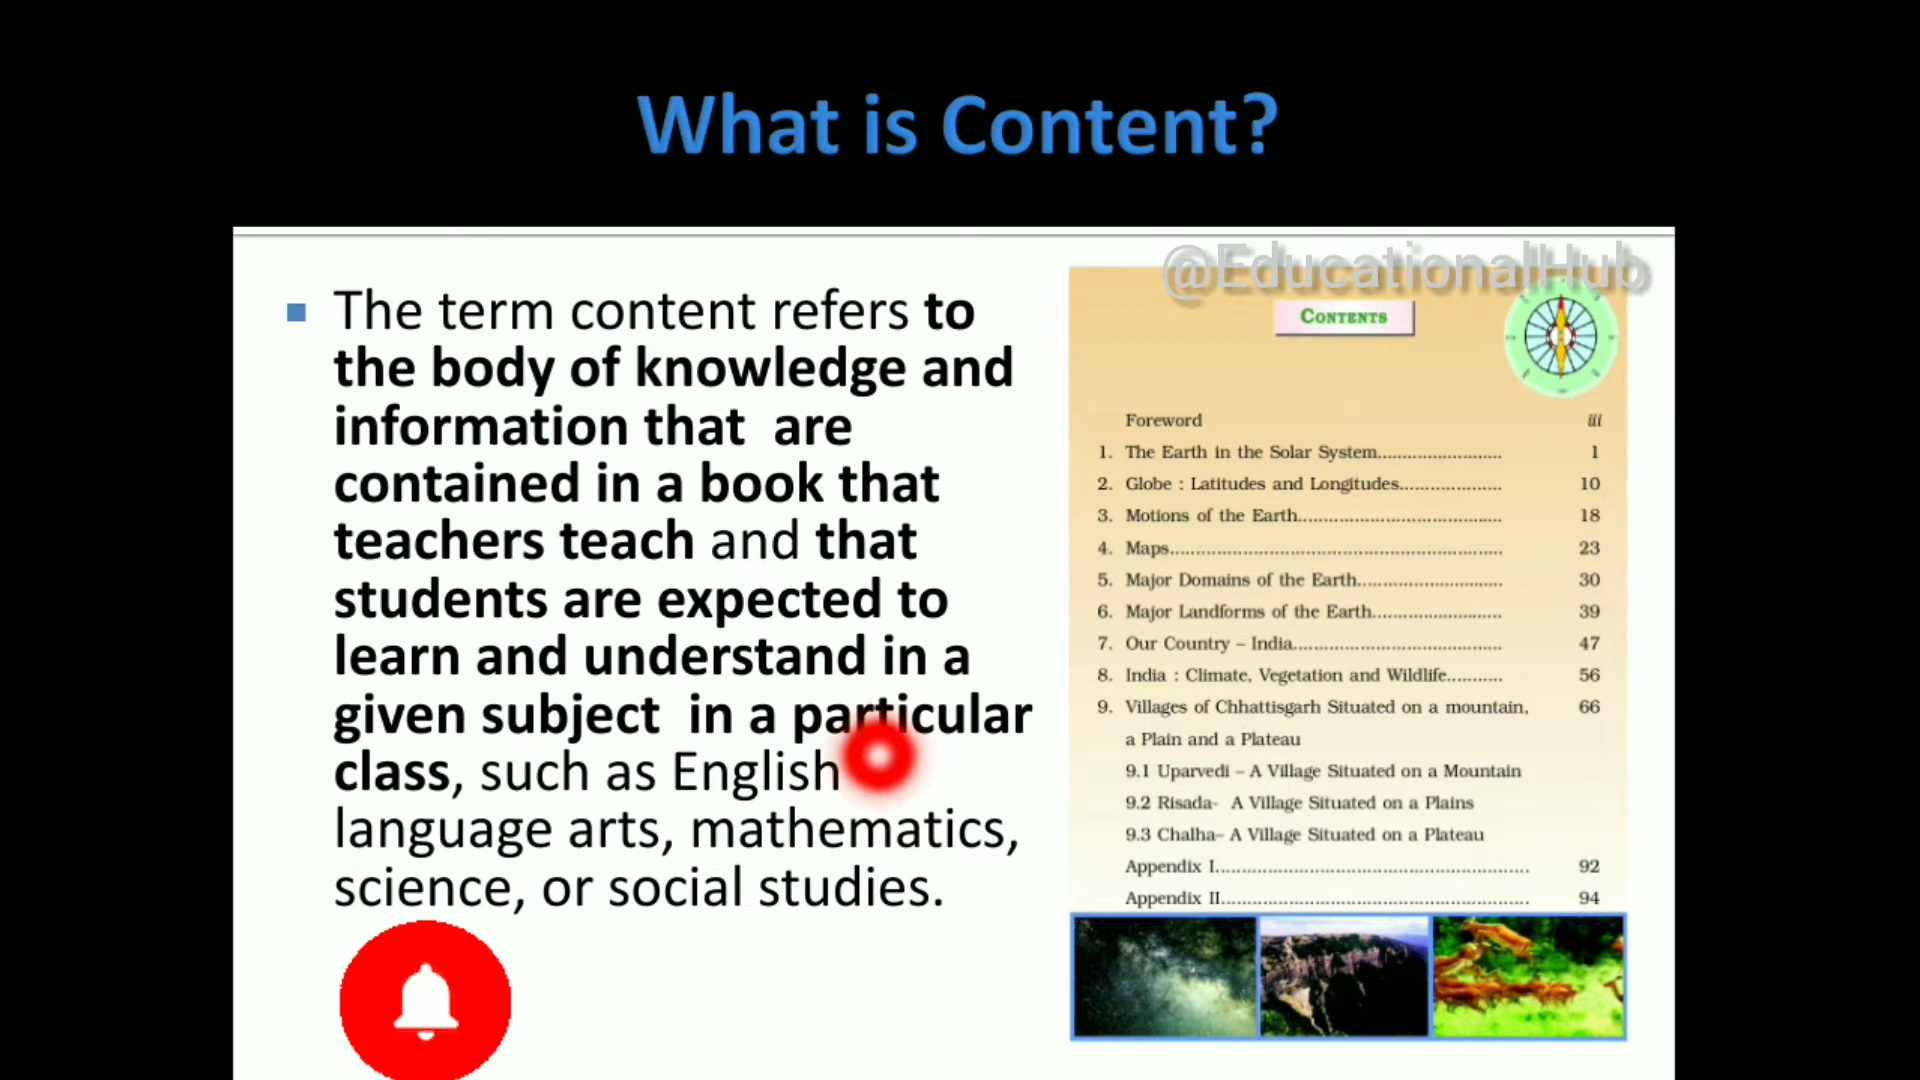 What is Content?
@EducationalHub
The term content refers to
the body of knowledge and
information that are
contained in a book that
teachers teach and that
students are expected to
learn and understand in a
given subject in a particular
class, such as English
language arts, mathematics,
science, or social studies.
CONTENTS
Foreword iii
1. The Earth in the Solar System......................... 1
2. Globe : Latitudes and Longitudes.................... 10
3. Motions of the Earth......................................... 18
4. Maps................................................................. 23
5. Major Domains of the Earth............................. 30
6. Major Landforms of the Earth.......................... 39
7. Our Country – India.......................................... 47
8. India : Climate, Vegetation and Wildlife........... 56
9. Villages of Chhattisgarh Situated on a mountain, 66
a Plain and a Plateau
9.1 Uparvedi – A Village Situated on a Mountain
9.2 Risada- A Village Situated on a Plains
9.3 Chalha– A Village Situated on a Plateau
Appendix I.............................................................. 92
Appendix II............................................................. 94